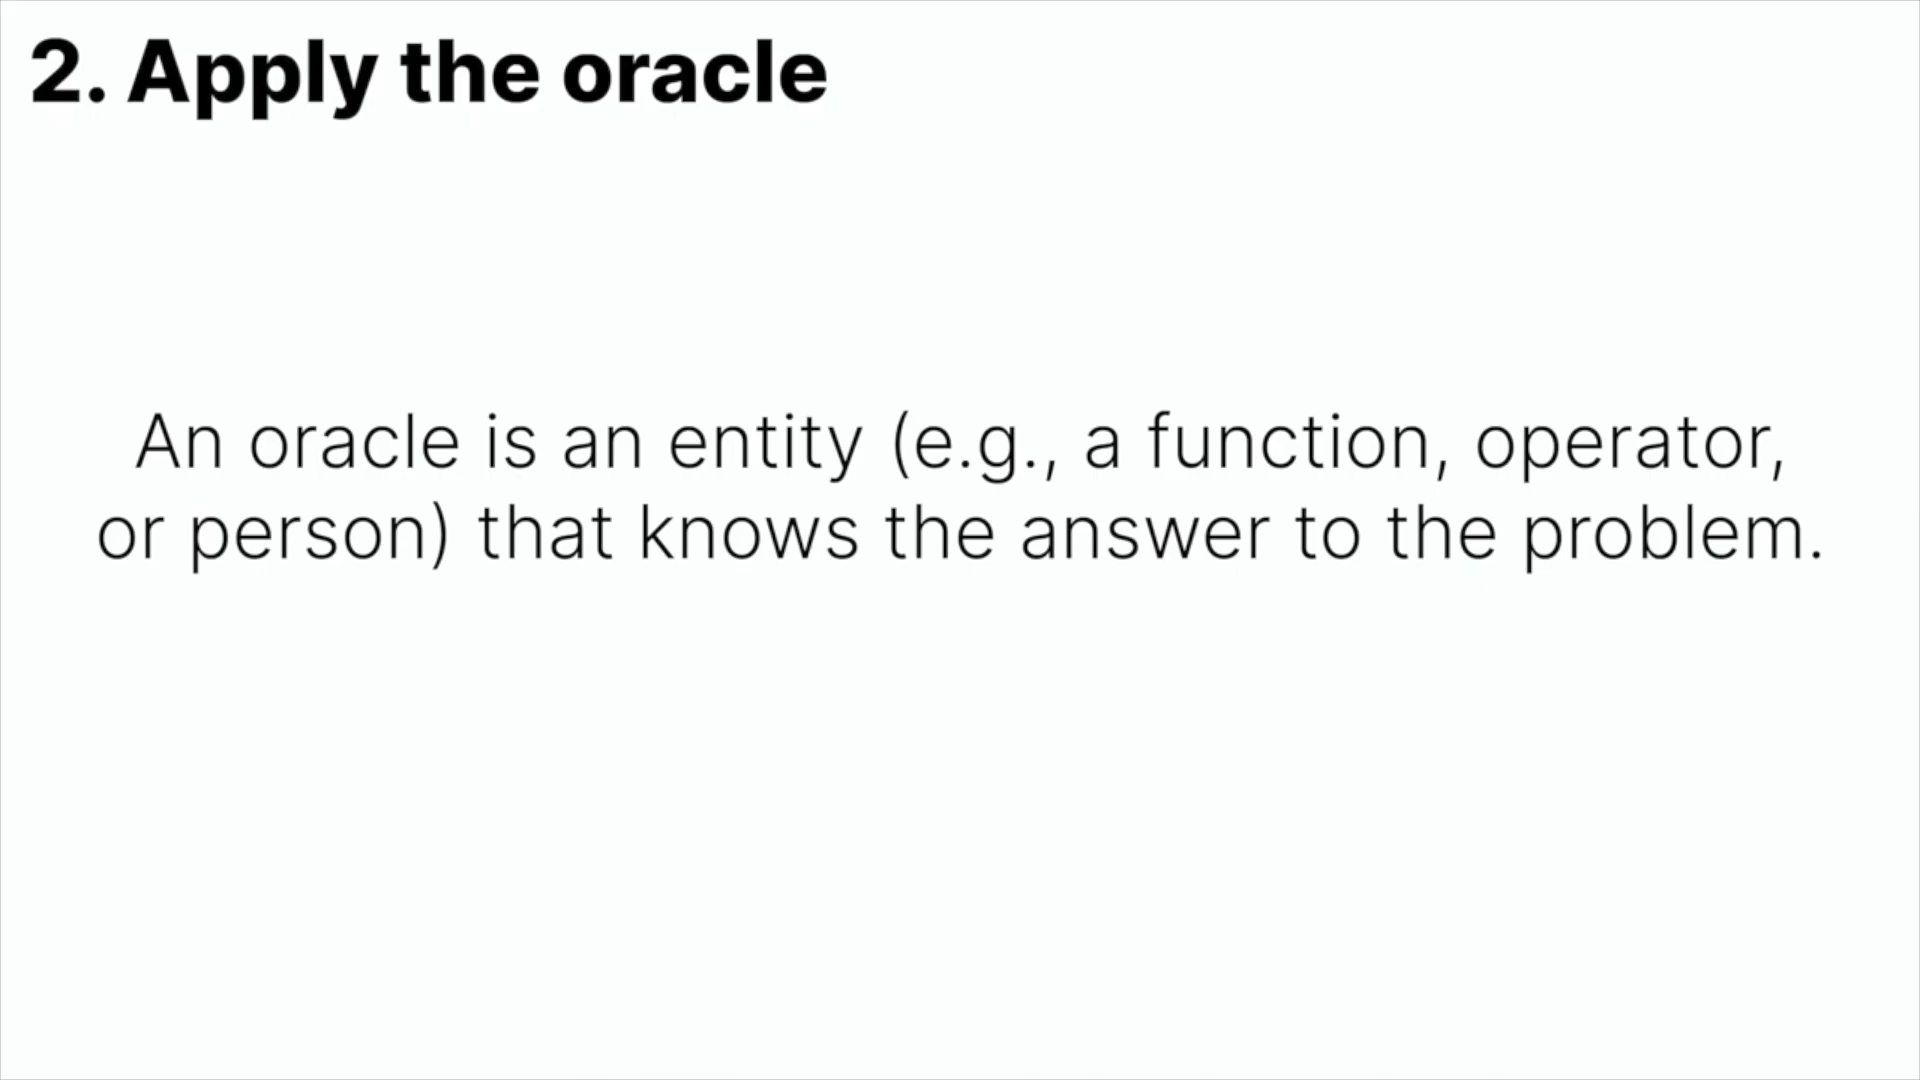 2. Apply the oracle
An oracle is an entity (e.g., a function, operator,
or person) that knows the answer to the problem.